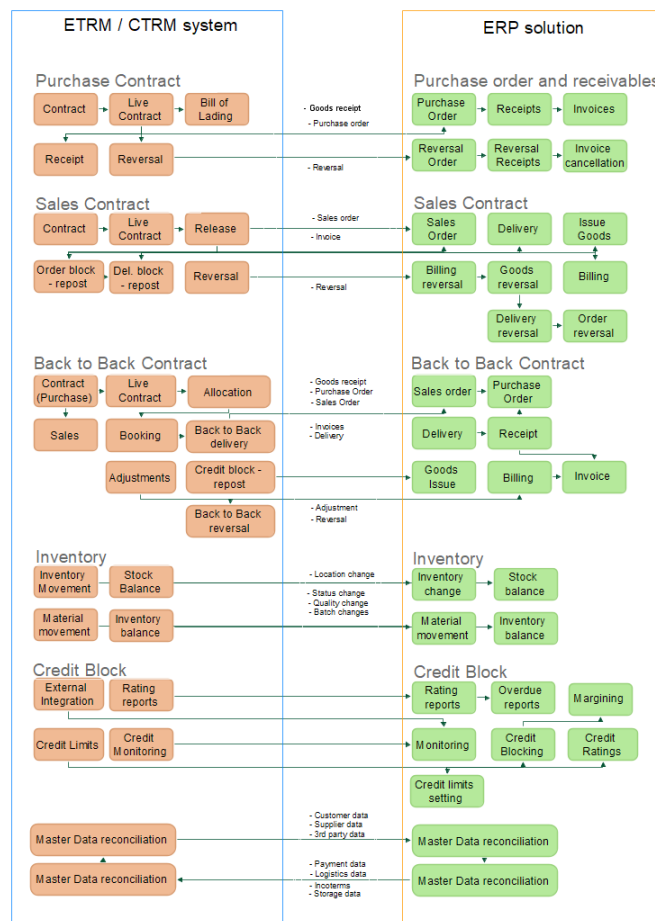 ETRM / CTRM system
ERP solution
Purchase Contract
Purchase order and receivables
Contract
Live
Contract
Bill of
Lading
- Goods receipt
- Purchase order
Purchase
Order
Receipts
Invoices
Receipt
Reversal
- Reversal
Reversal
Order
Reversal
Receipts
Invoice
cancellation
Sales Contract
Sales Contract
Contract
Live
Contract
Release
- Sales order
- Invoice
Sales
Order
Delivery
Issue
Goods
Order block
- repost
Del. block
- repost
Reversal
- Reversal
Billing
reversal
Goods
reversal
Billing
Delivery
reversal
Order
reversal
Back to Back Contract
Back to Back Contract
Contract
(Purchase)
Live
Contract
Allocation
- Goods receipt
- Purchase Order
- Sales Order
Sales order
Purchase
Order
Sales
Booking
Back to Back
delivery
- Invoices
- Delivery
Delivery
Receipt
Adjustments
Credit block -
repost
Goods
Issue
Billing
Invoice
Back to Back
reversal
- Adjustment
- Reversal
Inventory
Inventory
Inventory
Movement
Stock
Balance
- Location change
Inventory
change
Stock
balance
- Status change
- Quality change
- Batch changes
Material
movement
Inventory
balance
Material
movement
Inventory
balance
Credit Block
Credit Block
External
Integration
Rating
reports
Rating
reports
Overdue
reports
Margining
Credit Limits
Credit
Monitoring
Monitoring
Credit
Blocking
Credit
Ratings
Credit limits
setting
- Customer data
- Supplier data
- 3rd party data
Master Data reconciliation
Master Data reconciliation
- Payment data
- Logistics data
- Incoterms
- Storage data
Master Data reconciliation
Master Data reconciliation